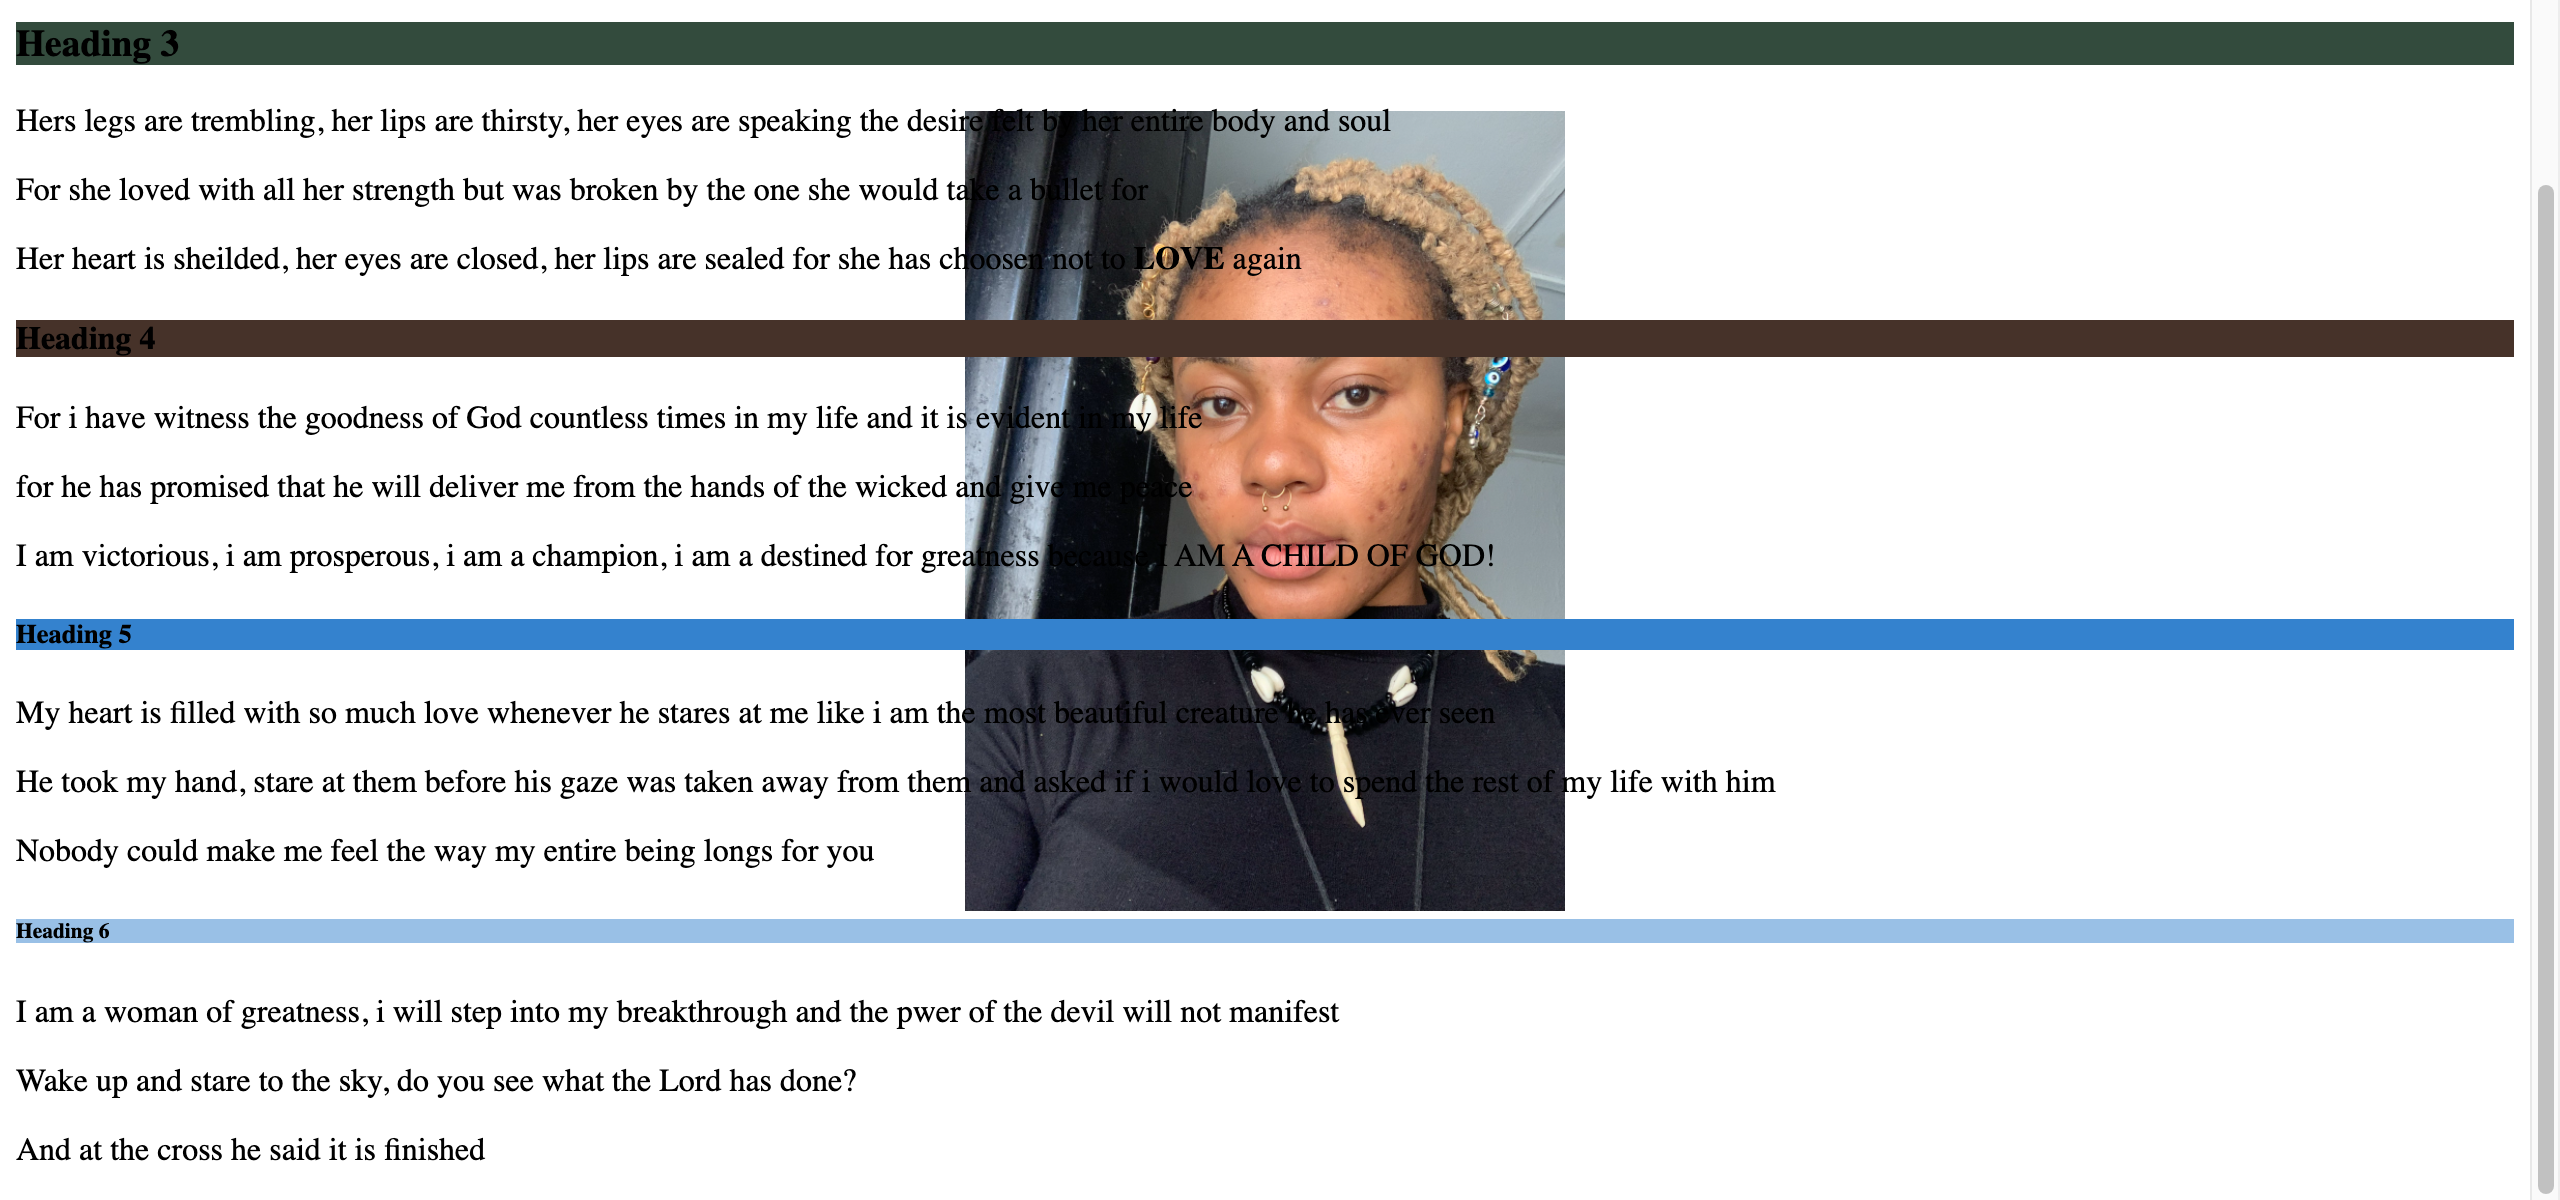 Heading 3
Hers legs are trembling, her lips are thirsty, her eyes are speaking the desire felt by her entire body and soul
For she loved with all her strength but was broken by the one she would take a bullet for
Her heart is sheilded, her eyes are closed, her lips are sealed for she has choosen not to LOVE again
Heading 4
For i have witness the goodness of God countless times in my life and it is evident in my life
for he has promised that he will deliver me from the hands of the wicked and give me peace
I am victorious, i am prosperous, i am a champion, i am a destined for greatness because I AM A CHILD OF GOD!
Heading 5
My heart is filled with so much love whenever he stares at me like i am the most beautiful creature he has ever seen
He took my hand, stare at them before his gaze was taken away from them and asked if i would love to spend the rest of my life with him
Nobody could make me feel the way my entire being longs for you
Heading 6
I am a woman of greatness, i will step into my breakthrough and the pwer of the devil will not manifest
Wake up and stare to the sky, do you see what the Lord has done?
And at the cross he said it is finished